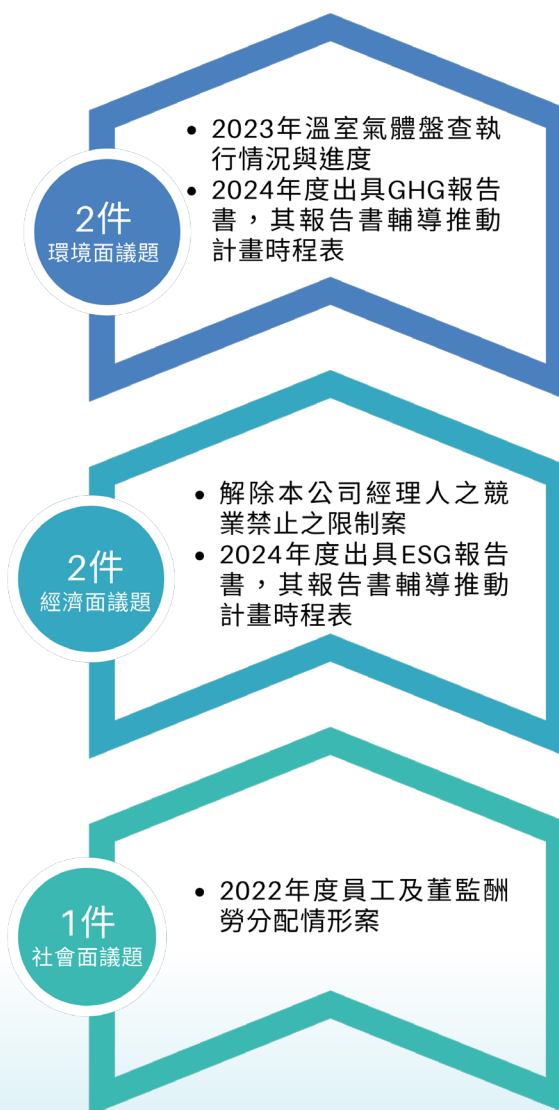 • 2023年溫室氣體盤查執
行情況與進度
• 2024年度出具GHG報告
書，其報告書輔導推動
計畫時程表
2件
環境面議題
• 解除本公司經理人之競
業禁止之限制案
• 2024年度出具ESG報告
書，其報告書輔導推動
計畫時程表
2件
經濟面議題
• 2022年度員工及董監酬
勞分配情形案
1件
社會面議題